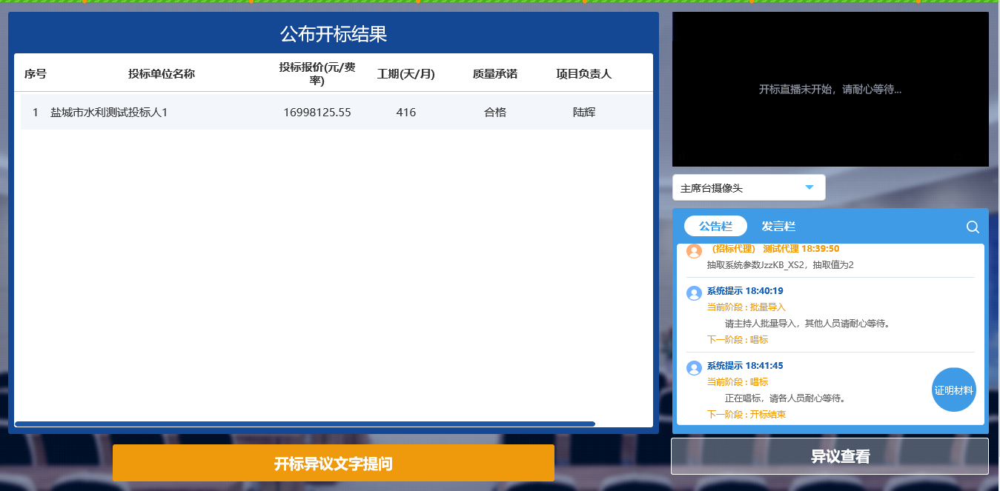 公布开标结果
序号 投标单位名称 投标报价(元/费率) 工期(天/月) 质量承诺 项目负责人
1 盐城市水利测试投标人1 16998125.55 416 合格 陆辉
开标异议文字提问
开标直播未开始，请耐心等待...
主席台摄像头
公告栏 发言栏
(招标代理) 测试代理 18:39:50
抽取系统参数JzzKB_XS2，抽取值为2
系统提示 18:40:19
当前阶段 : 批量导入
请主持人批量导入，其他人员请耐心等待。
下一阶段 : 唱标
系统提示 18:41:45
当前阶段 : 唱标
正在唱标，请各人员耐心等待。
下一阶段 : 开标结束
证明材料
异议查看